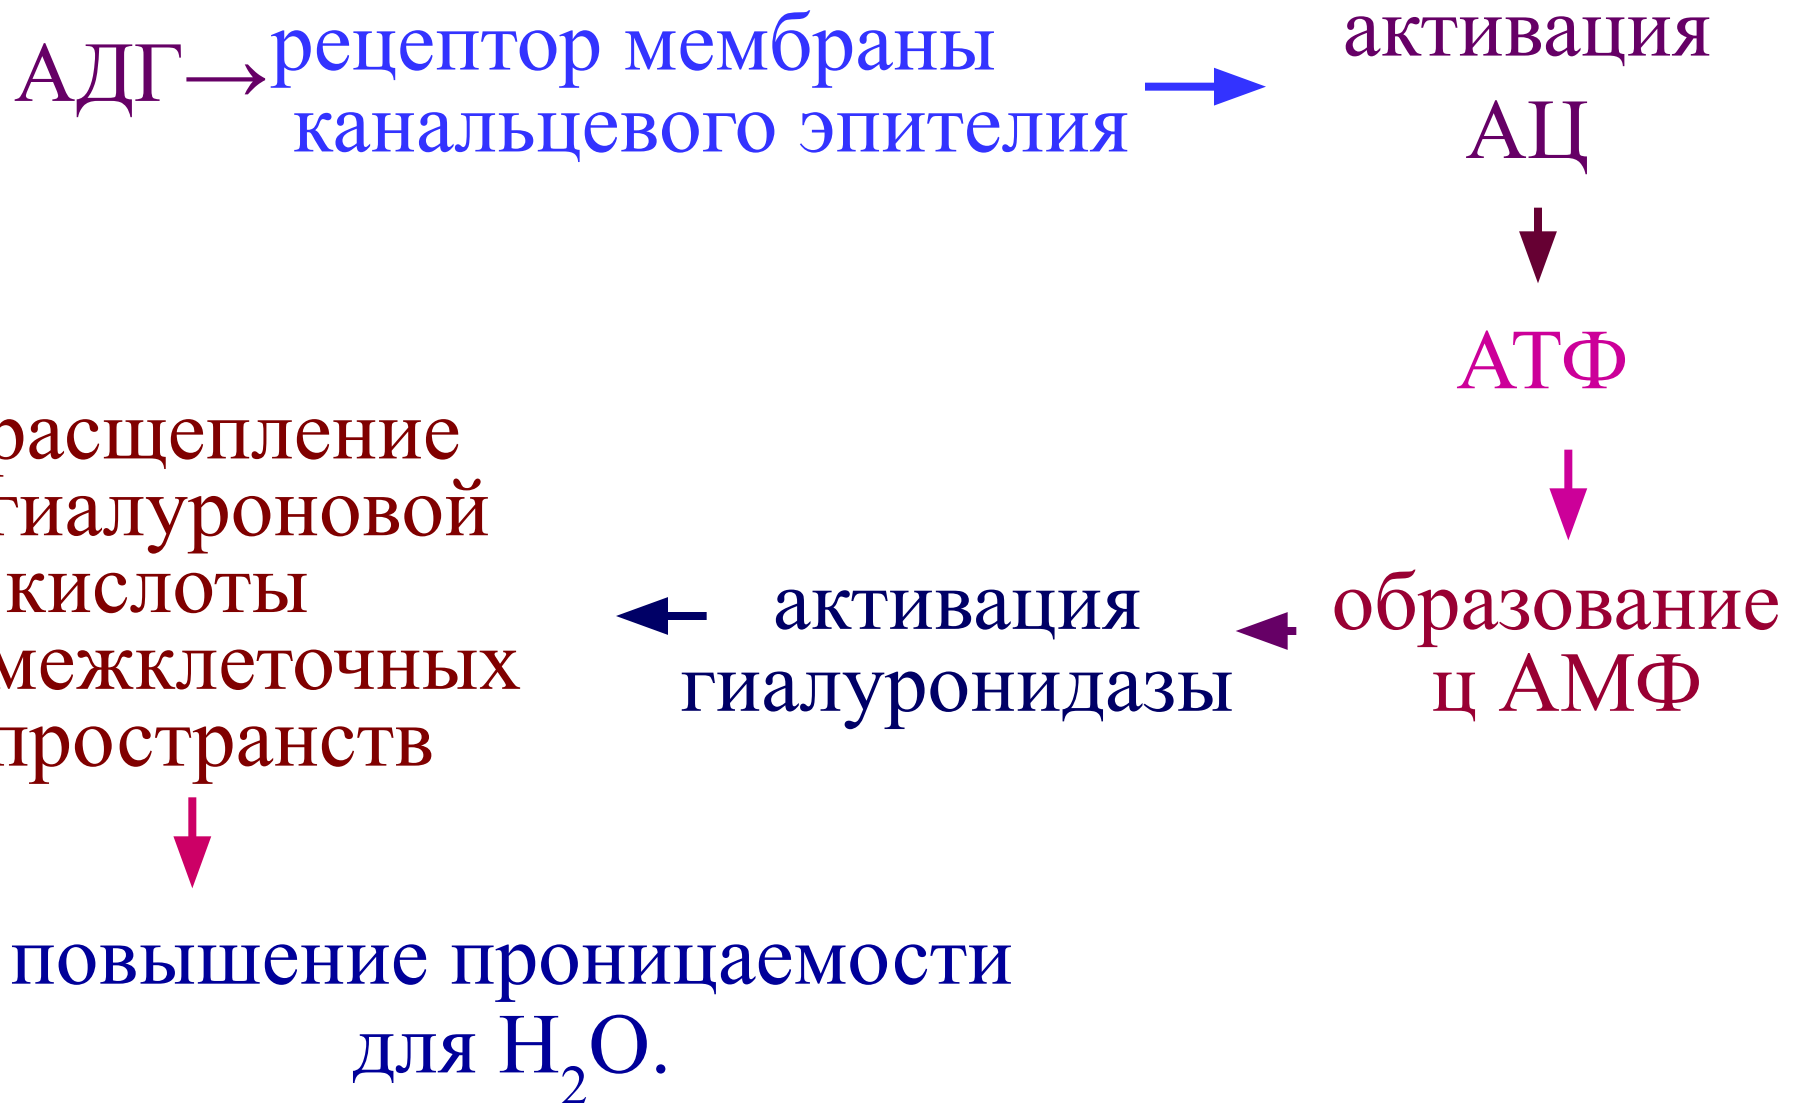 АДГ→рецептор мембраны
канальцевого эпителия
активация
АЦ
АТФ
образование
ц АМФ
активация
гиалуронидазы
расщепление
гиалуроновой
кислоты
межклеточных
пространств
повышение проницаемости
для H₂O.